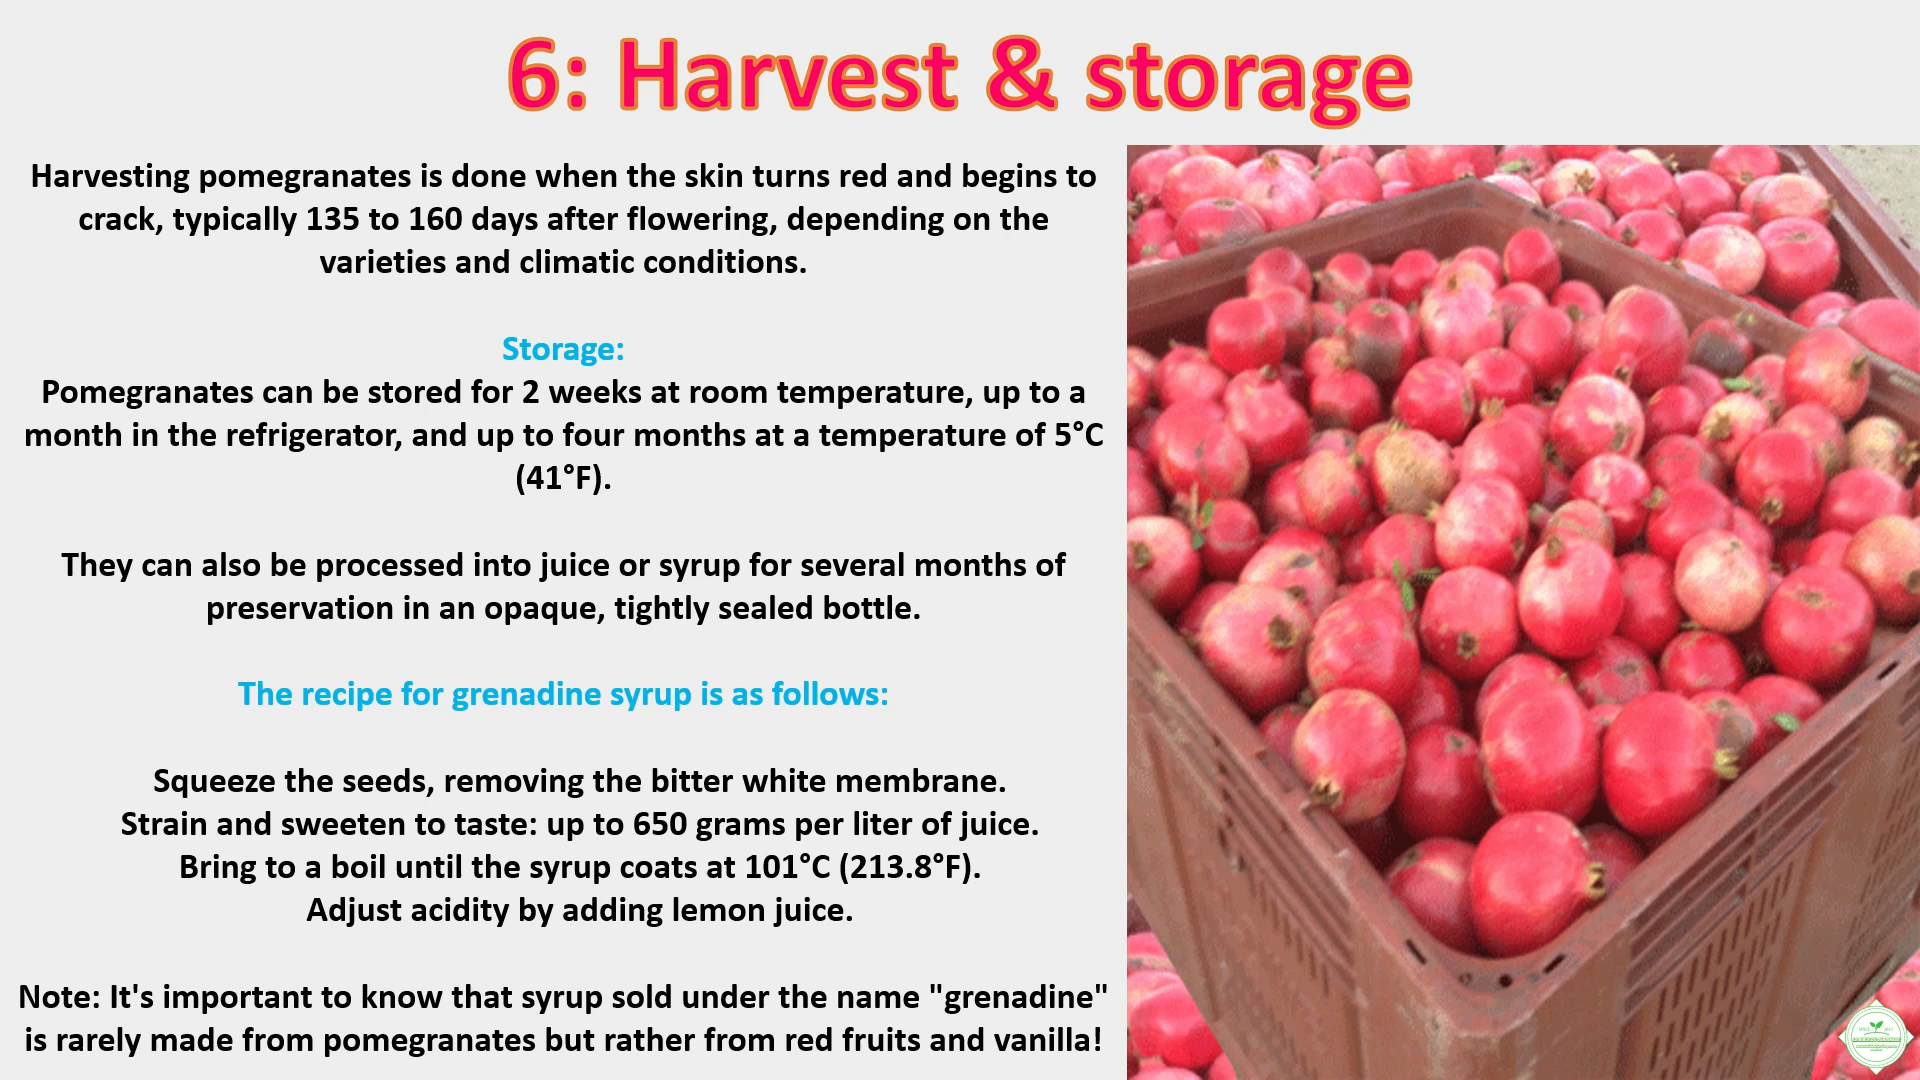 6: Harvest & storage
Harvesting pomegranates is done when the skin turns red and begins to
crack, typically 135 to 160 days after flowering, depending on the
varieties and climatic conditions.
Storage:
Pomegranates can be stored for 2 weeks at room temperature, up to a
month in the refrigerator, and up to four months at a temperature of 5°C
(41°F).
They can also be processed into juice or syrup for several months of
preservation in an opaque, tightly sealed bottle.
The recipe for grenadine syrup is as follows:
Squeeze the seeds, removing the bitter white membrane.
Strain and sweeten to taste: up to 650 grams per liter of juice.
Bring to a boil until the syrup coats at 101°C (213.8°F).
Adjust acidity by adding lemon juice.
Note: It's important to know that syrup sold under the name "grenadine"
is rarely made from pomegranates but rather from red fruits and vanilla!